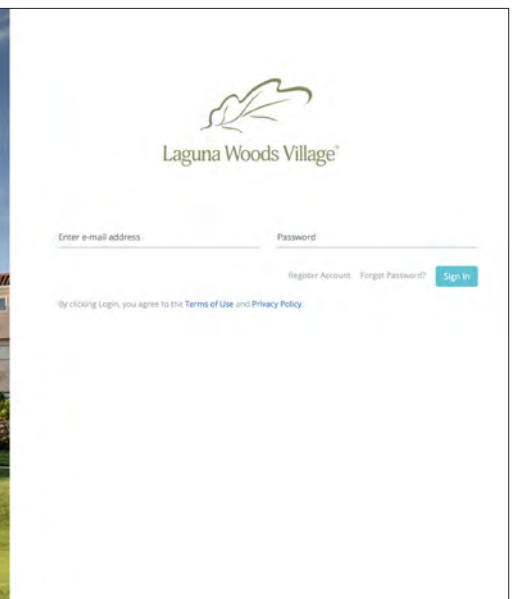 Laguna Woods Village®
Enter e-mail address Password
Register Account Forgot Password? Sign In
By clicking Login, you agree to the Terms of Use and Privacy Policy.